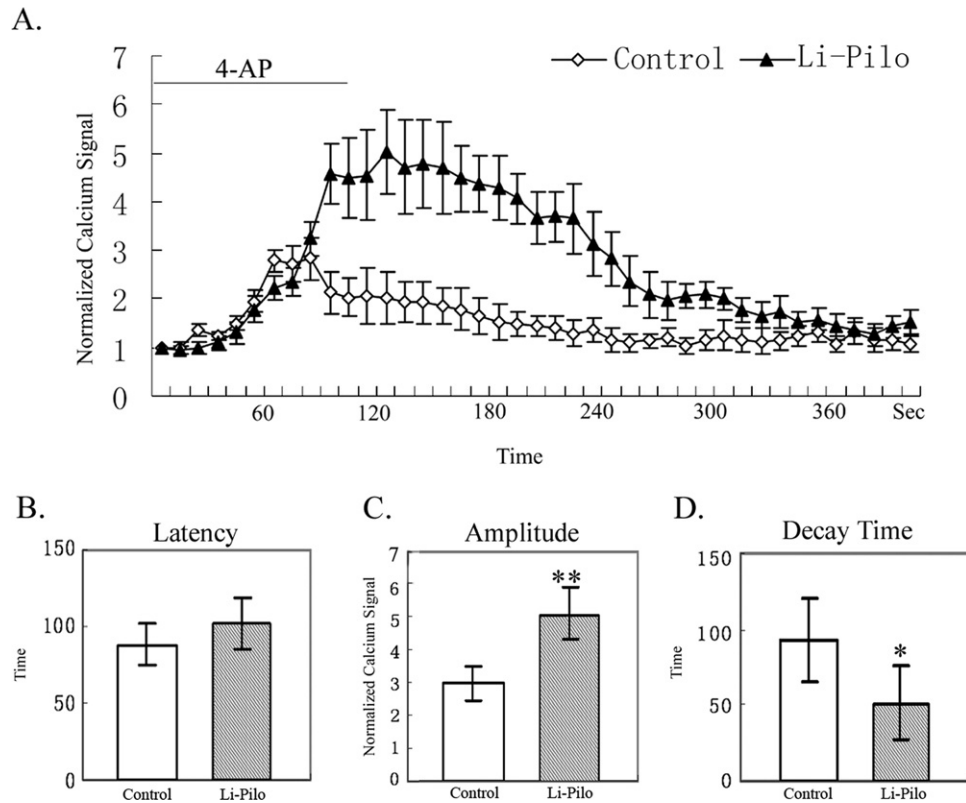 A.
4-AP
Control Li-Pilo
Normalized Calcium Signal
7
6
5
4
3
2
1
0
60 120 180 240 300 360 Sec
Time
B.
Latency
Time
150
100
50
0
Control Li-Pilo
C.
Amplitude
Normalized Calcium Signal
7
6
5
4
3
2
1
0
**
Control Li-Pilo
D.
Decay Time
Time
150
100
50
0
*
Control Li-Pilo